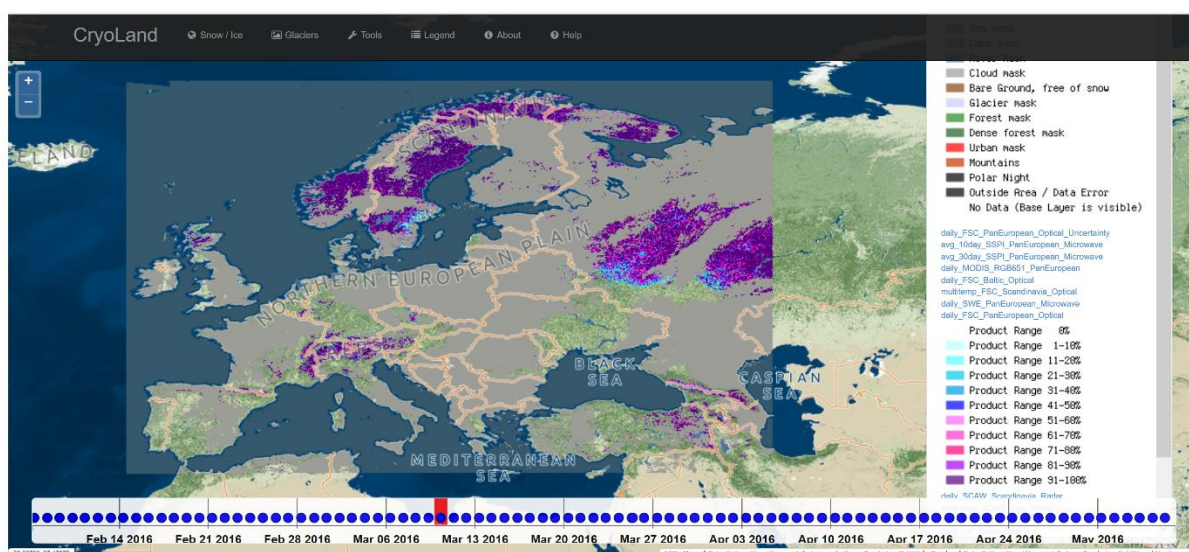 CryoLand
Snow / Ice
Glaciers
Tools
Legend
About
Help
+
−
ELAND
SCANDINAVIA
NORTHERN EUROPEAN PLAIN
ALPS
BLACK
SEA
CASPIAN
SEA
MEDITERRANEAN
SEA
Cloud mask
Bare Ground, free of snow
Glacier mask
Forest mask
Dense forest mask
Urban mask
Mountains
Polar Night
Outside Area / Data Error
No Data (Base Layer is visible)
daily_FSC_PanEuropean_Optical_Uncertainty
avg_10day_SSPI_PanEuropean_Microwave
avg_30day_SSPI_PanEuropean_Microwave
daily_MODIS_RGB651_PanEuropean
daily_FSC_Baltic_Optical
multitemp_FSC_Scandinavia_Optical
daily_SWE_PanEuropean_Microwave
daily_FSC_PanEuropean_Optical
Product Range 0%
Product Range 1-10%
Product Range 11-20%
Product Range 21-30%
Product Range 31-40%
Product Range 41-50%
Product Range 51-60%
Product Range 61-70%
Product Range 71-80%
Product Range 81-90%
Product Range 91-100%
daily_SCAW_Scandinavia_Radar
Feb 14 2016
Feb 21 2016
Feb 28 2016
Mar 06 2016
Mar 13 2016
Mar 20 2016
Mar 27 2016
Apr 03 2016
Apr 10 2016
Apr 17 2016
Apr 24 2016
May 2016